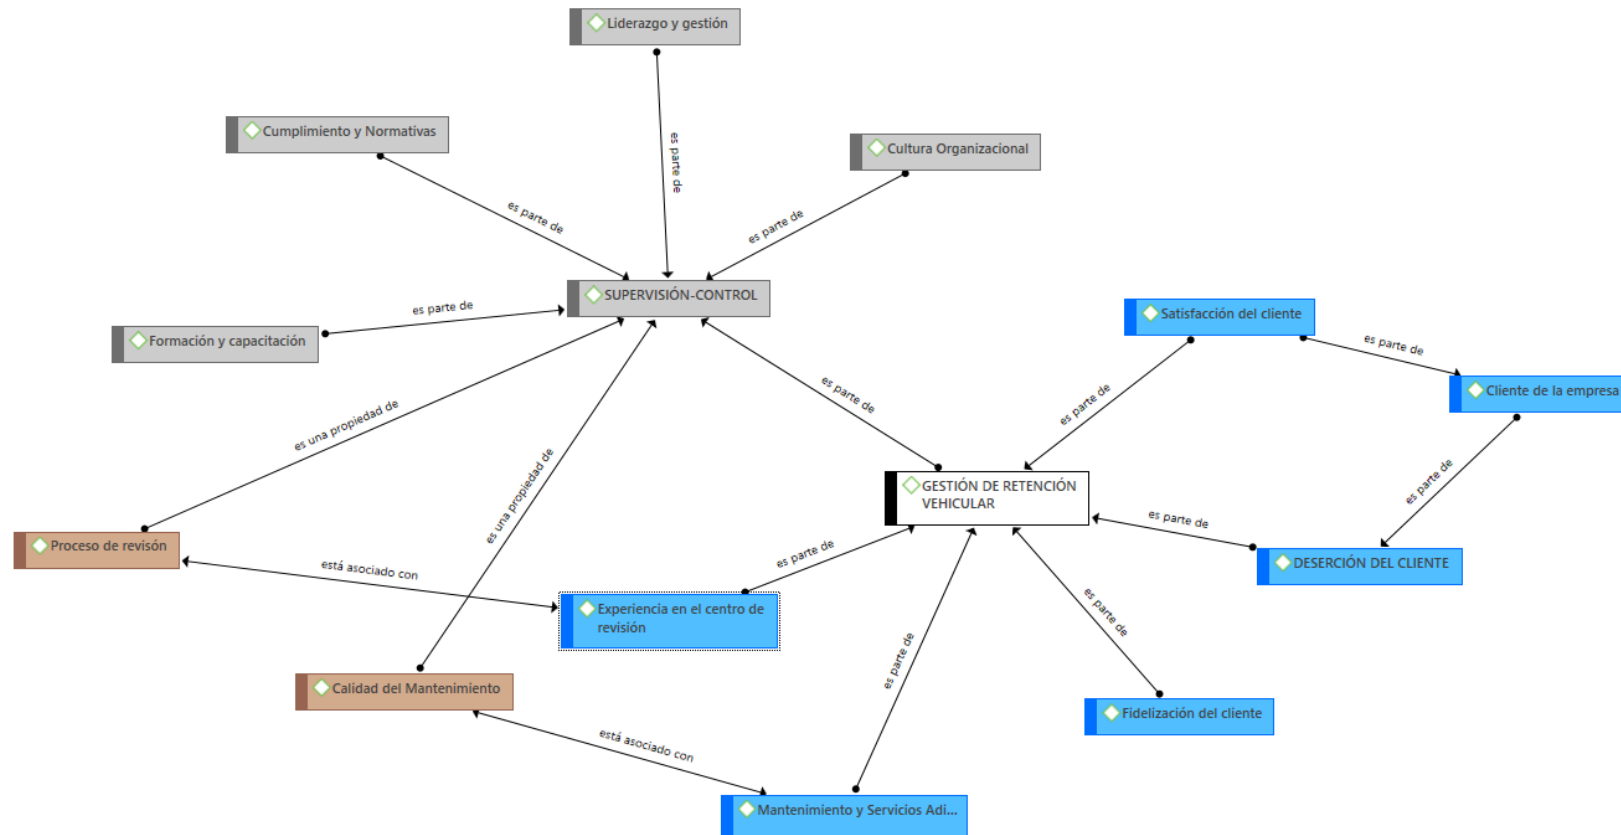 Liderazgo y gestión
Cumplimiento y Normativas
es parte de
Cultura Organizacional
es parte de
es parte de
SUPERVISIÓN-CONTROL
es parte de
Formación y capacitación
Satisfacción del cliente
es parte de
Cliente de la empresa
es parte de
es parte de
es una propiedad de
es parte de
es una propiedad de
GESTIÓN DE RETENCIÓN
VEHICULAR
es parte de
Proceso de revisón
es parte de
DESERCIÓN DEL CLIENTE
está asociado con
Experiencia en el centro de
revisión
es parte de
es parte de
Calidad del Mantenimiento
Fidelización del cliente
está asociado con
Mantenimiento y Servicios Adi...